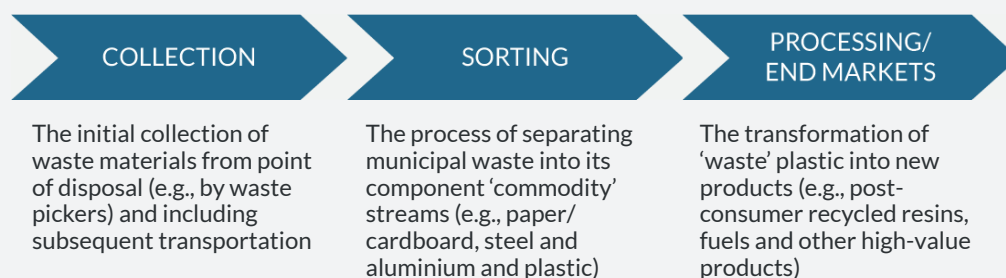 COLLECTION
The initial collection of
waste materials from point
of disposal (e.g., by waste
pickers) and including
subsequent transportation
SORTING
The process of separating
municipal waste into its
component ‘commodity’
streams (e.g., paper/
cardboard, steel and
aluminium and plastic)
PROCESSING/
END MARKETS
The transformation of
‘waste’ plastic into new
products (e.g., post-
consumer recycled resins,
fuels and other high-value
products)